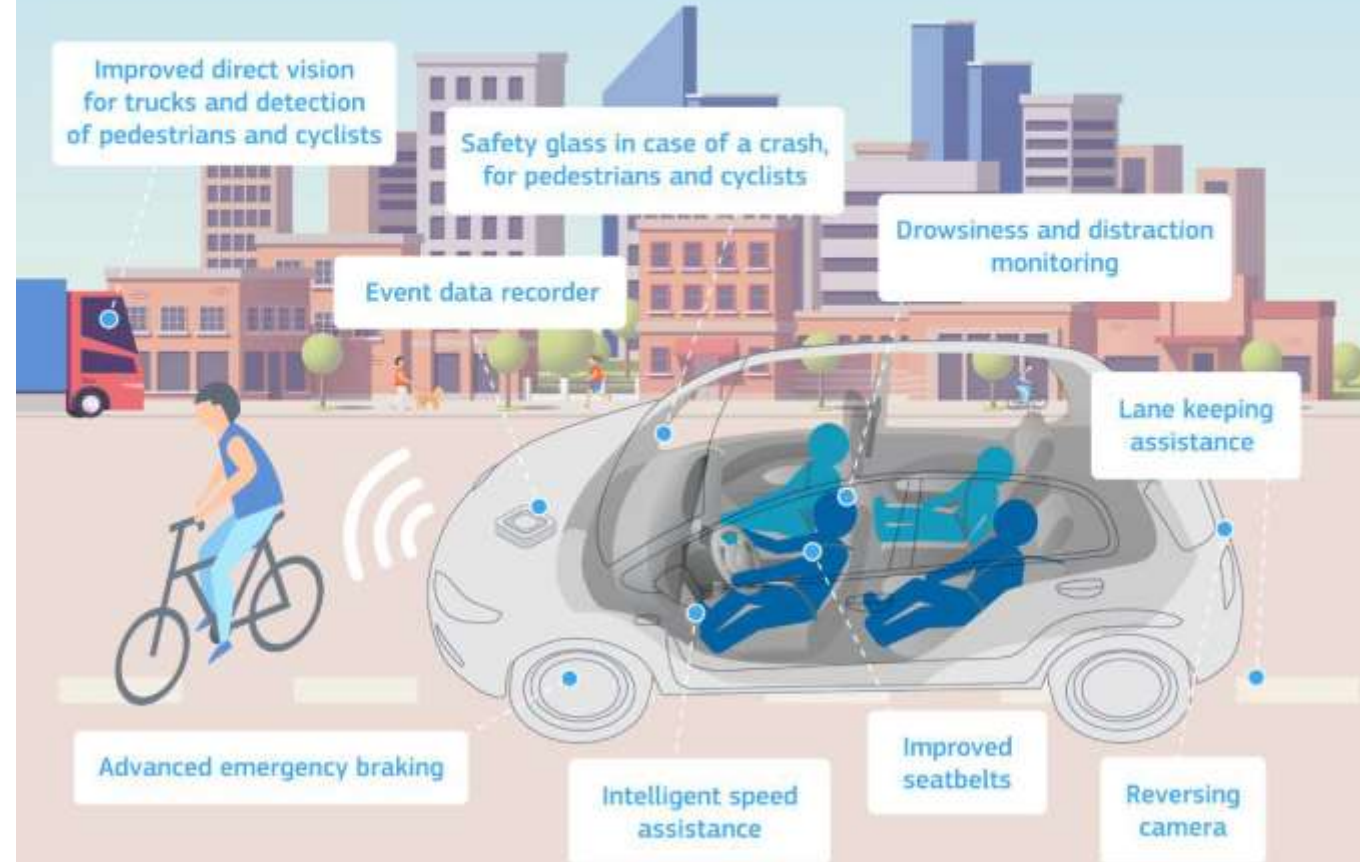 Improved direct vision
for trucks and detection
of pedestrians and cyclists
Safety glass in case of a crash,
for pedestrians and cyclists
Drowsiness and distraction
monitoring
Event data recorder
Lane keeping
assistance
Advanced emergency braking
Intelligent speed
assistance
Improved
seatbelts
Reversing
camera